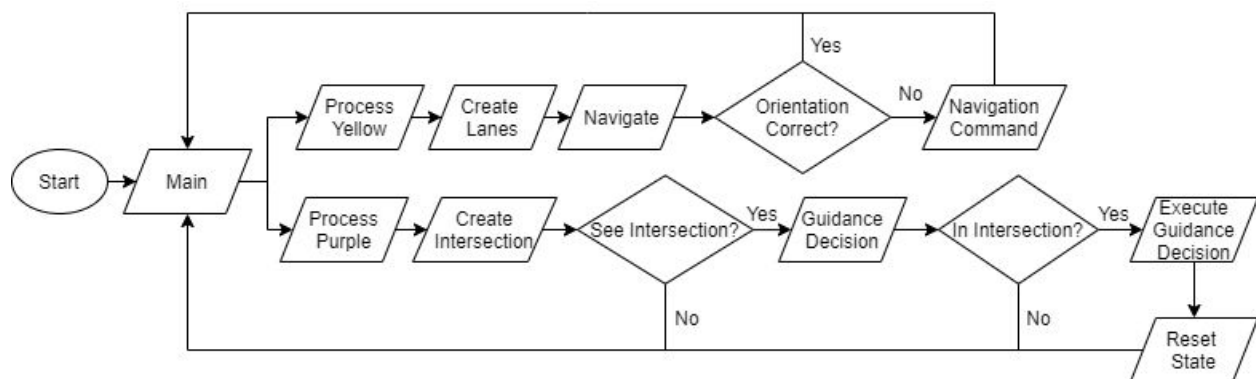 Yes
Process
Yellow
Create
Lanes
Navigate
Orientation
Correct?
No
Navigation
Command
Start
Main
Process
Purple
Create
Intersection
See Intersection?
Yes
Guidance
Decision
In Intersection?
Yes
Execute
Guidance
Decision
No
No
Reset
State